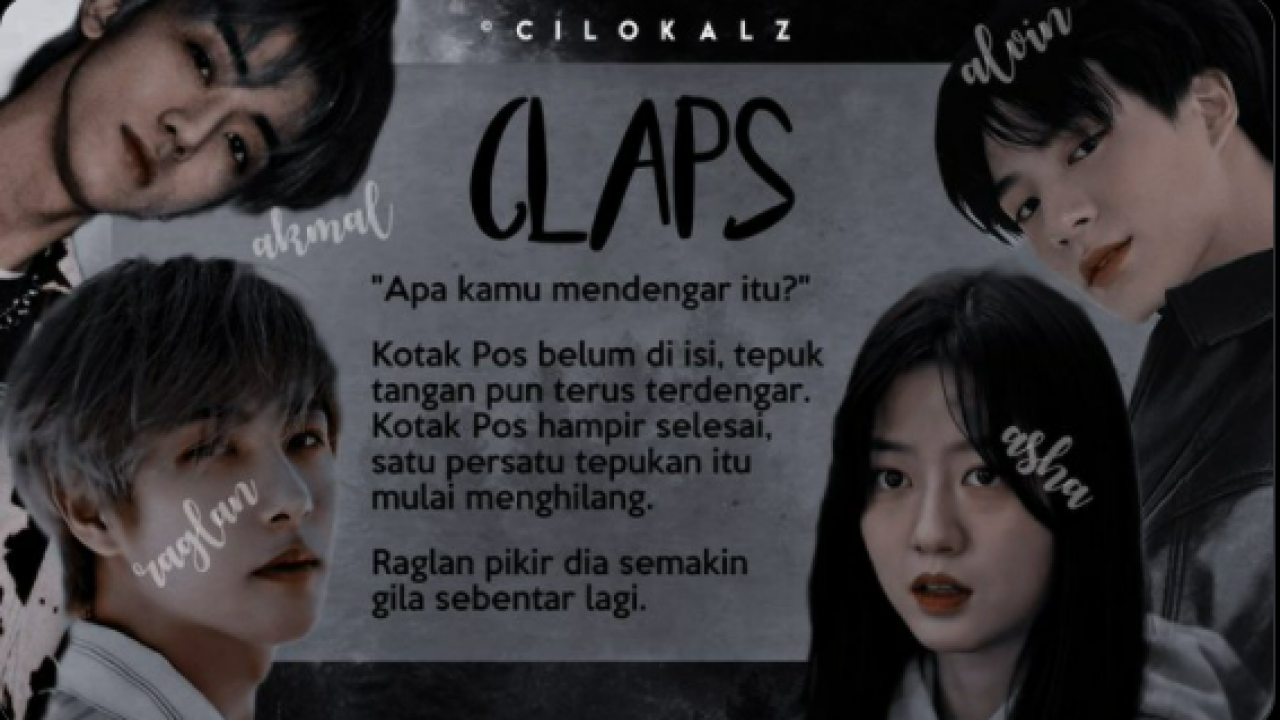 © CILOKALZ
aloin
CLAPS
akmal
"Apa kamu mendengar itu?"
Kotak Pos belum di isi, tepuk
tangan pun terus terdengar.
Kotak Pos hampir selesai,
satu persatu tepukan itu
mulai menghilang.
asha
raglan
Raglan pikir dia semakin
gila sebentar lagi.